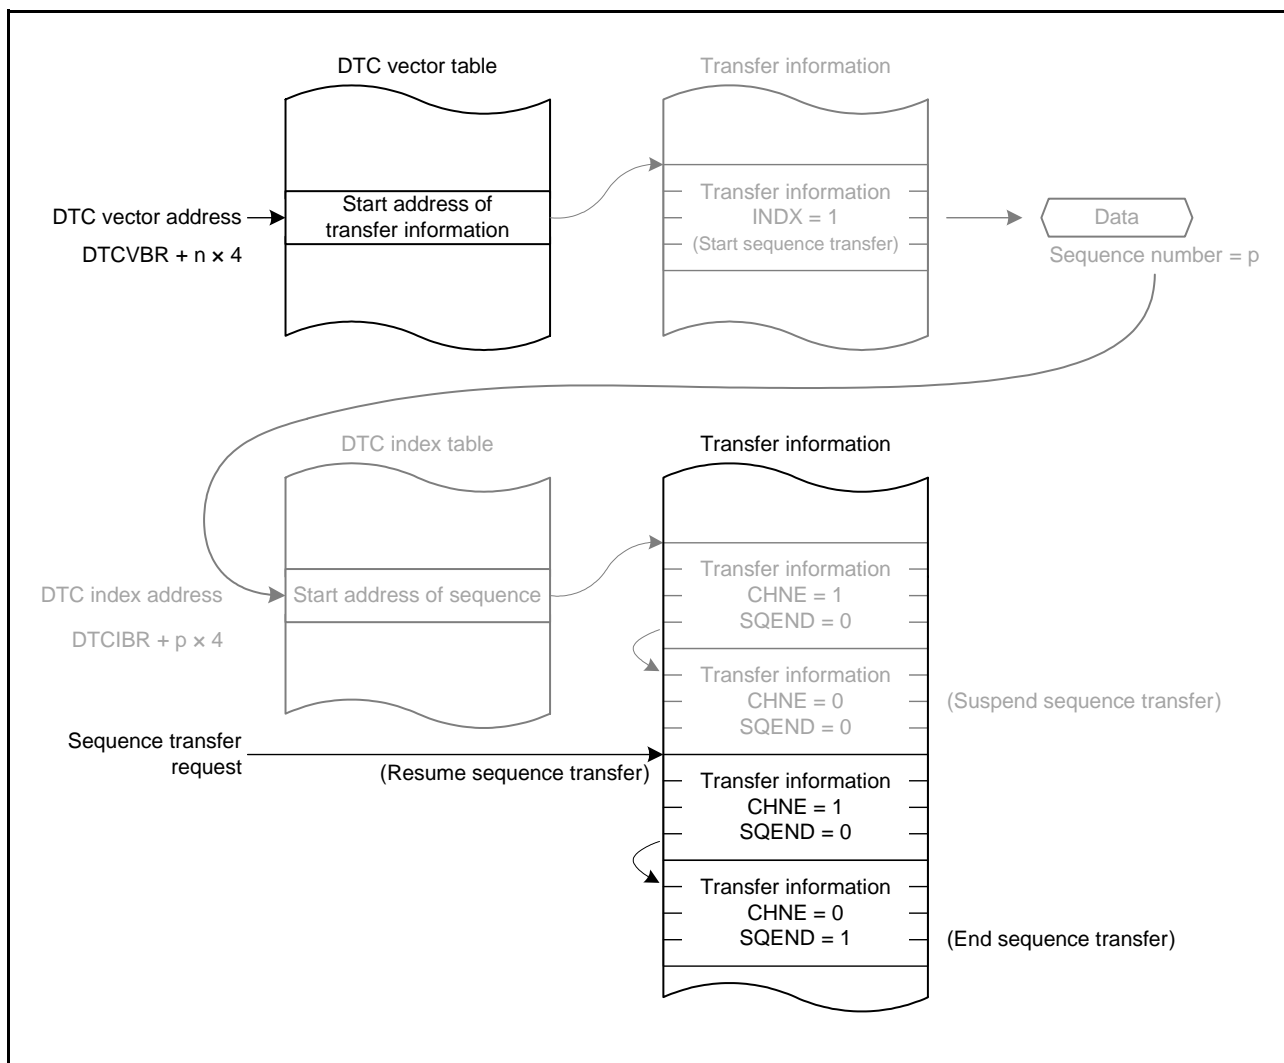 DTC vector table
Transfer information
DTC vector address
DTCVBR + n × 4
Start address of
transfer information
Transfer information
INDX = 1
(Start sequence transfer)
Data
Sequence number = p
DTC index table
Transfer information
DTC index address
DTCIBR + p × 4
Start address of sequence
Transfer information
CHNE = 1
SQEND = 0
Transfer information
CHNE = 0
SQEND = 0
(Suspend sequence transfer)
Sequence transfer
request
(Resume sequence transfer)
Transfer information
CHNE = 1
SQEND = 0
Transfer information
CHNE = 0
SQEND = 1
(End sequence transfer)